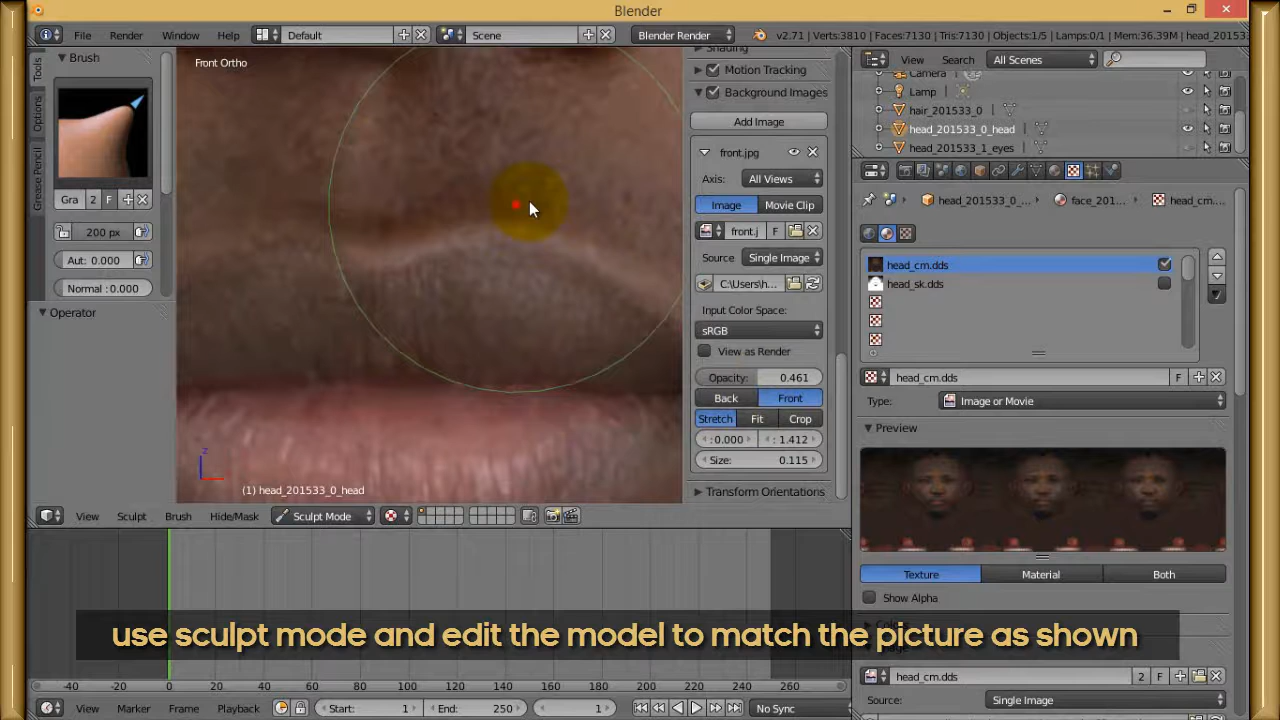 Blender
File Render Window Help Default Scene Blender Render v2.71 | Verts:3810 | Faces:7130 | Tris:7130 | Objects:1/5 | Lamps:0/1 | Mem:36.39M | head_20153
Tools
Options
Grease Pencil
Brush
Gra 2 F
200 px
Aut: 0.000
Normal :0.000
Operator
Front Ortho
z
(1) head_201533_0_head
Shading
Motion Tracking
Background Images
Add Image
front.jpg
Axis: All Views
Image Movie Clip
front.j F
Source Single Image
C:\Users\h...
Input Color Space:
sRGB
View as Render
Opacity: 0.461
Back Front
Stretch Fit Crop
:0.000 : 1.412
Size: 0.115
Transform Orientations
View Search All Scenes
Camera
Lamp
hair_201533_0
head_201533_0_head
head_201533_1_eyes
head_201533_0_... face_201... head_cm....
head_cm.dds
head_sk.dds
head_cm.dds F
Type: Image or Movie
Preview
Texture Material Both
Show Alpha
head_cm.dds 2 F
Source: Single Image
View Sculpt Brush Hide/Mask Sculpt Mode
use sculpt mode and edit the model to match the picture as shown
-40 -20 0 20 40 60 80 100 120 140 160 180 200 220 240 260
View Marker Frame Playback Start: 1 End: 250 1 No Sync